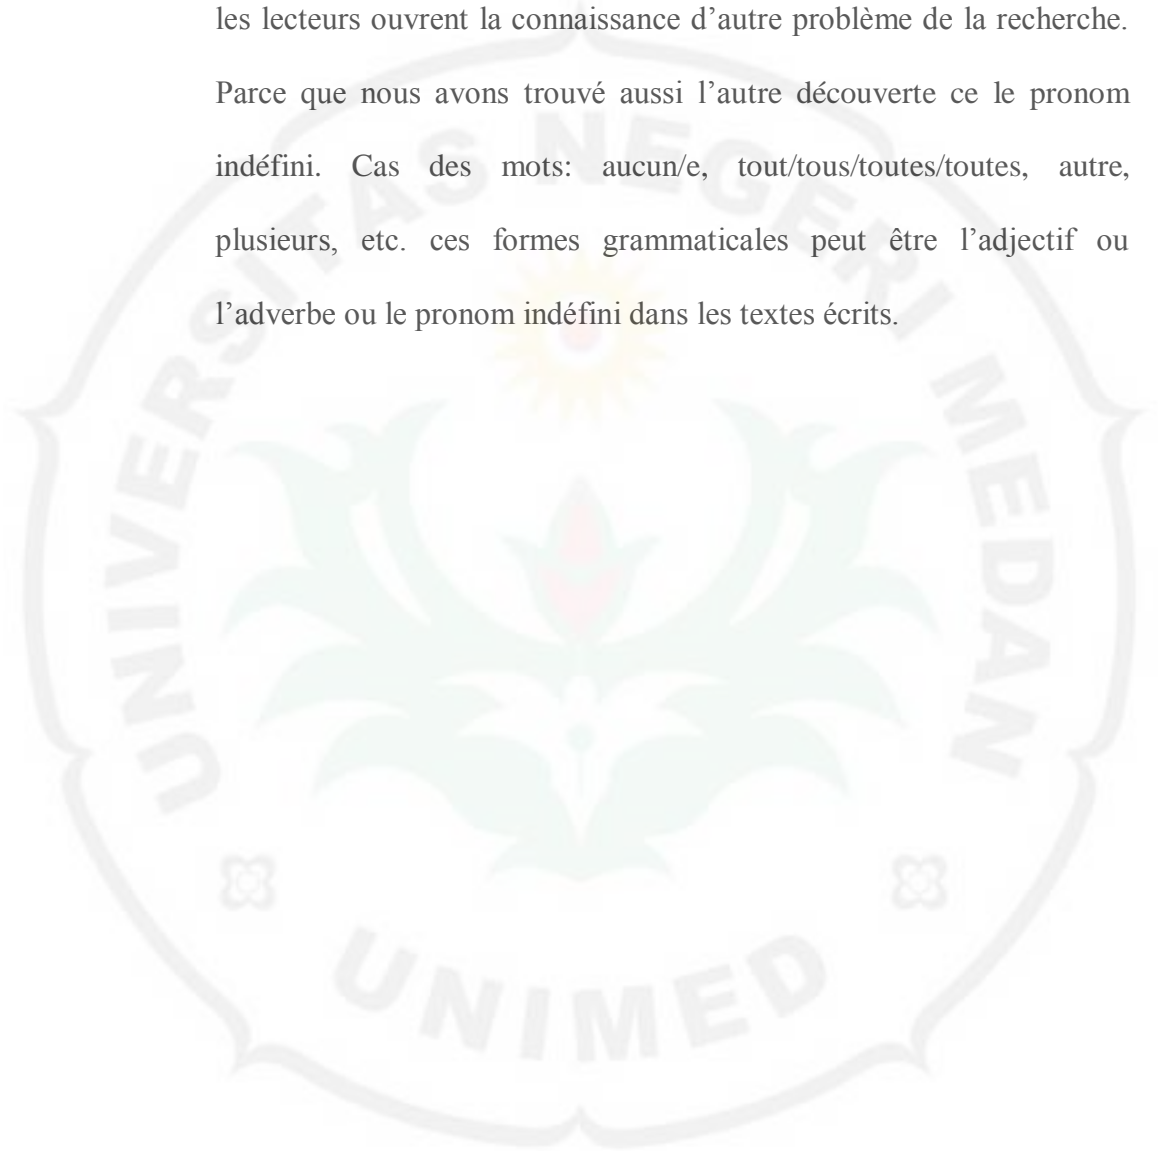 les lecteurs ouvrent la connaissance d’autre problème de la recherche.
Parce que nous avons trouvé aussi l’autre découverte ce le pronom
indéfini. Cas des mots: aucun/e, tout/tous/toutes/toutes, autre,
plusieurs, etc. ces formes grammaticales peut être l’adjectif ou
l’adverbe ou le pronom indéfini dans les textes écrits.
UNIVERSITAS NEGERI MEDAN
UNIMED